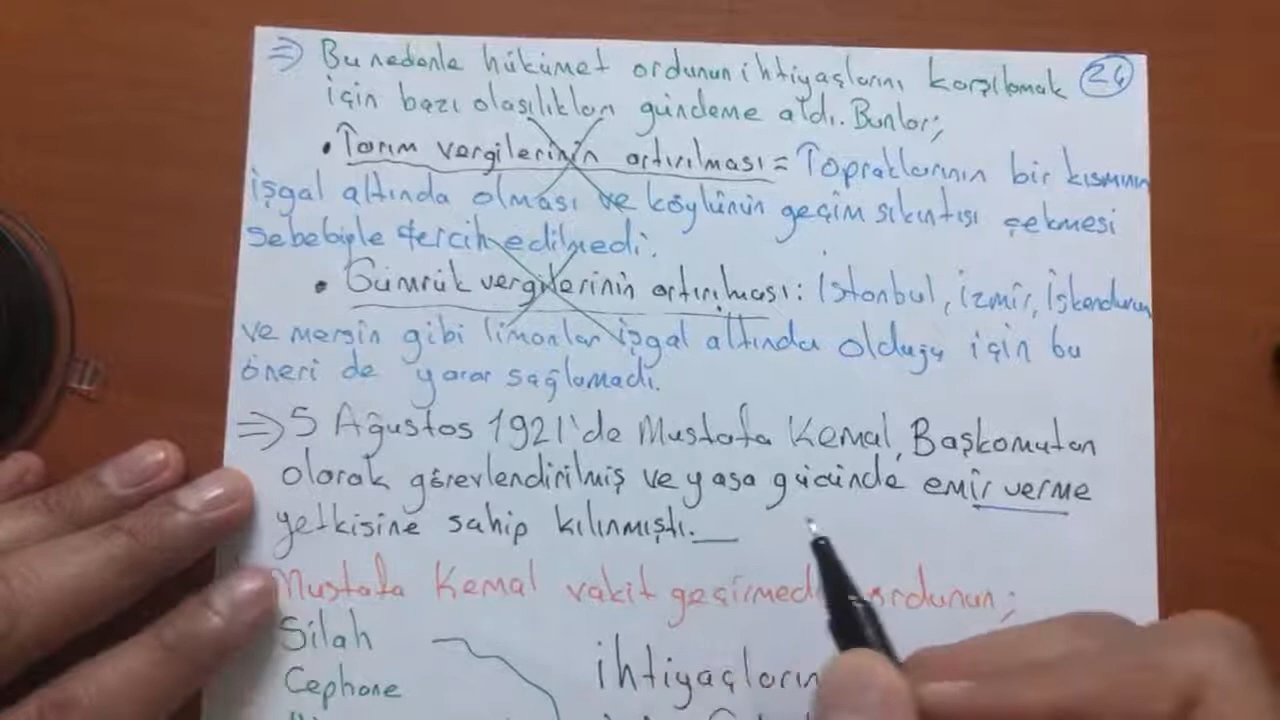 ⇒ Bu nedenle hükümet ordunun ihtiyaçlarını karşılamak 24
için bazı olasılıkları gündeme aldı. Bunlar;
• Tarım vergilerinin artırılması = Topraklarının bir kısmının
işgal altında olması ve köylünün geçim sıkıntısı çekmesi
sebebiyle tercih edilmedi.
• Gümrük vergilerinin artırılması: İstanbul, İzmir, İskenderun
ve mersin gibi limanlar işgal altında olduğu için bu
öneri de yarar sağlamadı.
⇒ 5 Ağustos 1921'de Mustafa Kemal, Başkomutan
olarak görevlendirilmiş ve yasa gücünde emir verme
yetkisine sahip kılınmıştı.
Mustafa Kemal vakit geçirmeden ordunun;
Silah
Cephane
ihtiyaçların